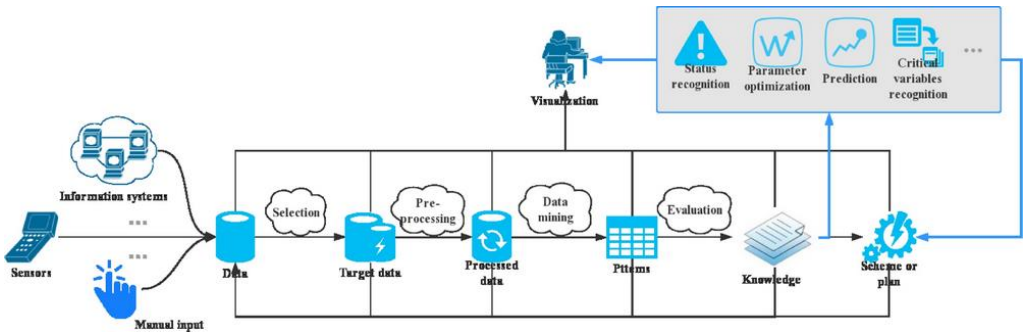 Status
recognition
Parameter
optimization
Prediction
Critical
variables
recognition
...
Visualization
Information systems
...
Sensors
...
Manual input
Selection
Pre-
processing
Data
mining
Evaluation
Data
Target data
Processed
data
Ptterns
Knowledge
Scheme or
plan